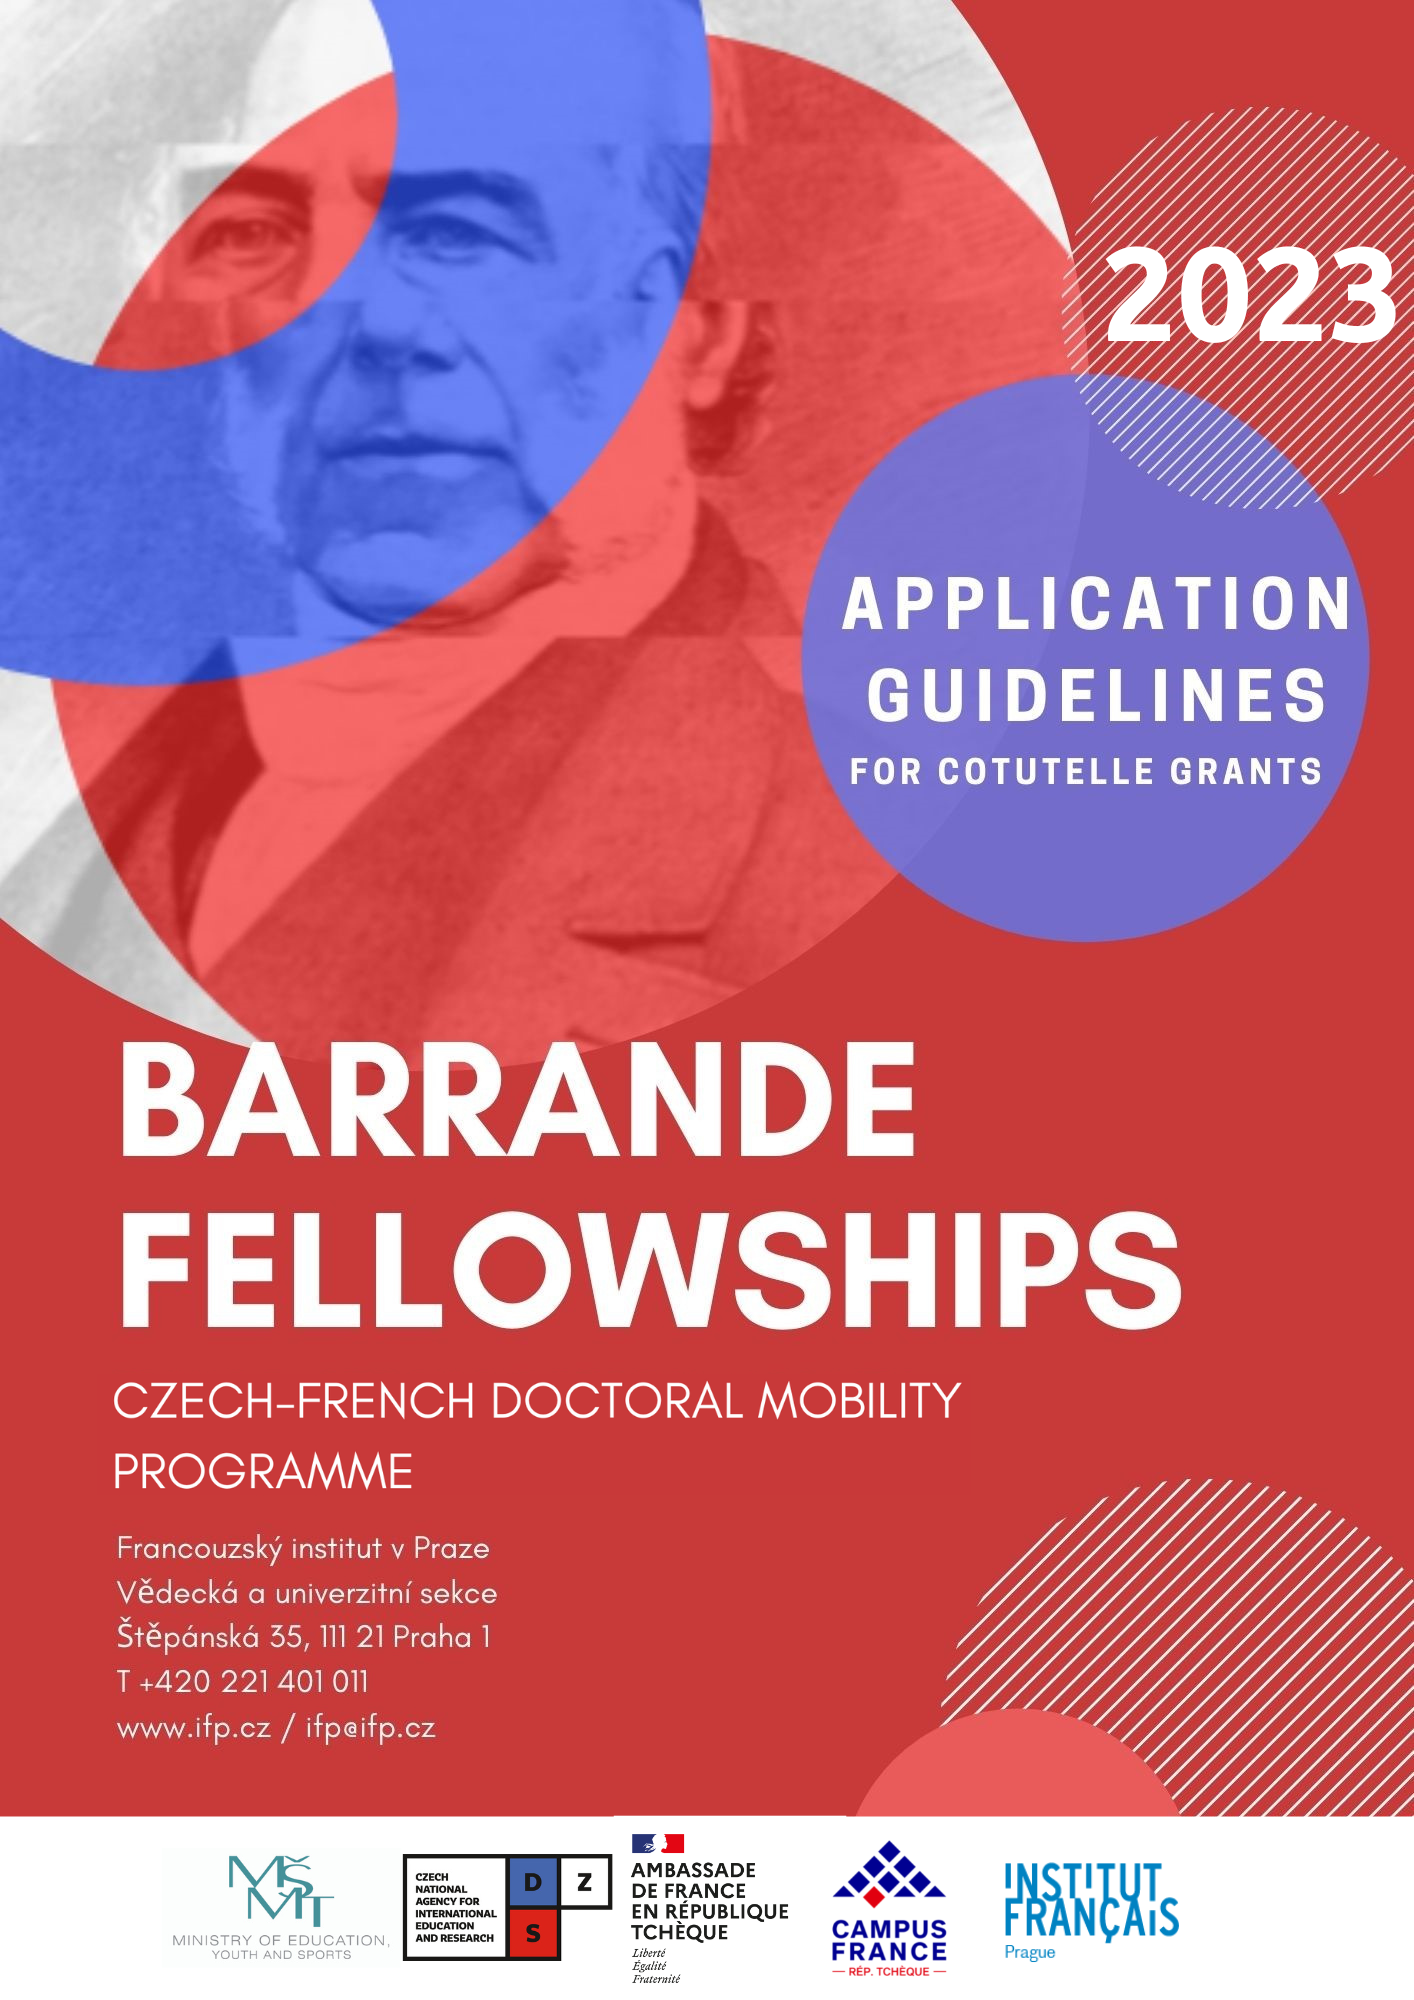 2023
APPLICATION
GUIDELINES
FOR COTUTELLE GRANTS
BARRANDE
FELLOWSHIPS
CZECH-FRENCH DOCTORAL MOBILITY
PROGRAMME
Francouzský institut v Praze
Vědecká a univerzitní sekce
Štěpánská 35, 111 21 Praha 1
T +420 221 401 011
www.ifp.cz / ifp@ifp.cz
MŠMT
MINISTRY OF EDUCATION,
YOUTH AND SPORTS
CZECH
NATIONAL
AGENCY FOR
INTERNATIONAL
EDUCATION
AND RESEARCH
D Z
S
AMBASSADE
DE FRANCE
EN RÉPUBLIQUE
TCHÈQUE
Liberté
Égalité
Fraternité
CAMPUS
FRANCE
RÉP. TCHÈQUE
INSTITUT
FRANÇAIS
Prague